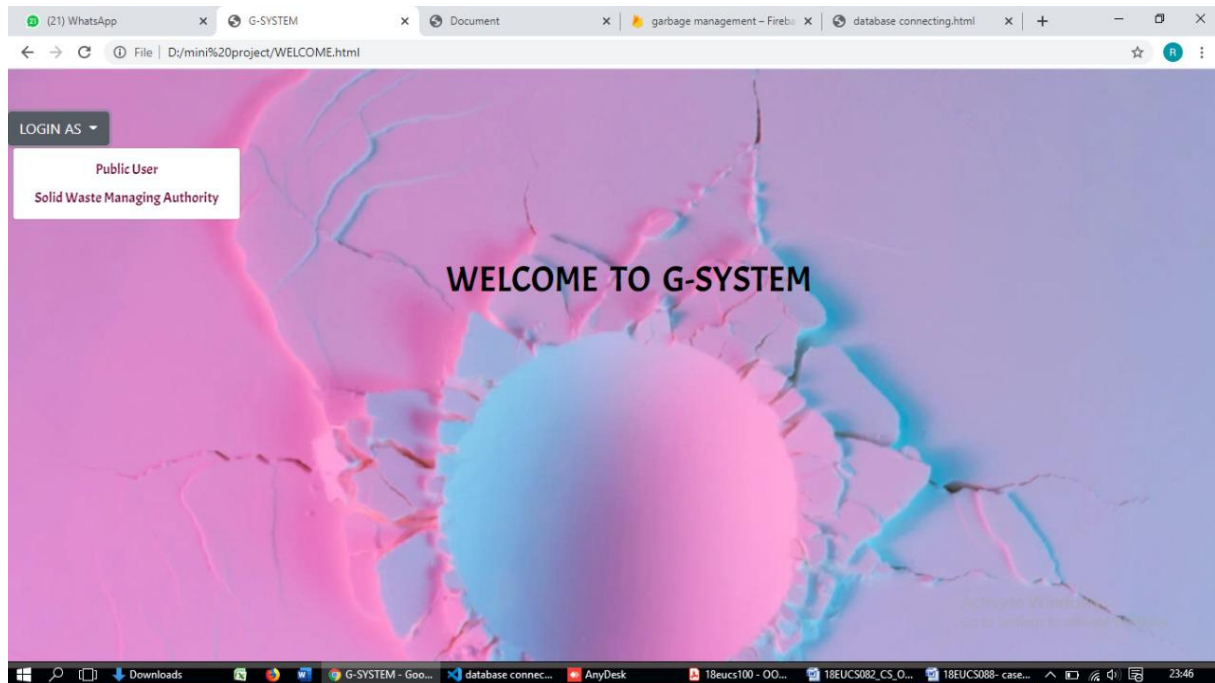 (21) WhatsApp
G-SYSTEM
Document
garbage management – Fireba
database connecting.html
File | D:/mini%20project/WELCOME.html
R
LOGIN AS
Public User
Solid Waste Managing Authority
WELCOME TO G-SYSTEM
Activate Windows
Downloads
G-SYSTEM - Goo...
database connec...
AnyDesk
18eucs100 - OO...
18EUCS082_CS_O...
18EUCS088- case...
23:46